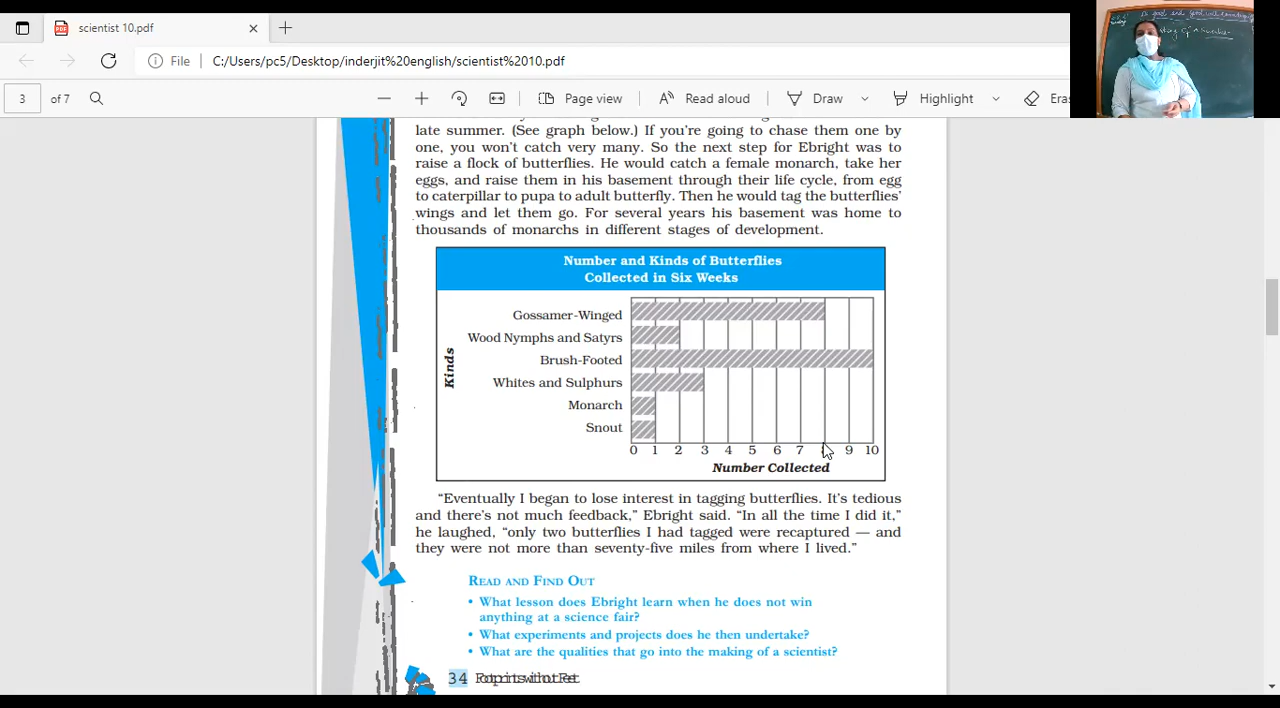 scientist 10.pdf
File C:/Users/pc5/Desktop/inderjit%20english/scientist%2010.pdf
3 of 7 Page view Read aloud Draw Highlight Eras
late summer. (See graph below.) If you're going to chase them one by
one, you won't catch very many. So the next step for Ebright was to
raise a flock of butterflies. He would catch a female monarch, take her
eggs, and raise them in his basement through their life cycle, from egg
to caterpillar to pupa to adult butterfly. Then he would tag the butterflies'
wings and let them go. For several years his basement was home to
thousands of monarchs in different stages of development.
Number and Kinds of Butterflies
Collected in Six Weeks
Kinds
Gossamer-Winged
Wood Nymphs and Satyrs
Brush-Footed
Whites and Sulphurs
Monarch
Snout
0 1 2 3 4 5 6 7 9 10
Number Collected
“Eventually I began to lose interest in tagging butterflies. It's tedious
and there's not much feedback,” Ebright said. “In all the time I did it,”
he laughed, “only two butterflies I had tagged were recaptured — and
they were not more than seventy-five miles from where I lived.”
READ AND FIND OUT
• What lesson does Ebright learn when he does not win
anything at a science fair?
• What experiments and projects does he then undertake?
• What are the qualities that go into the making of a scientist?
34